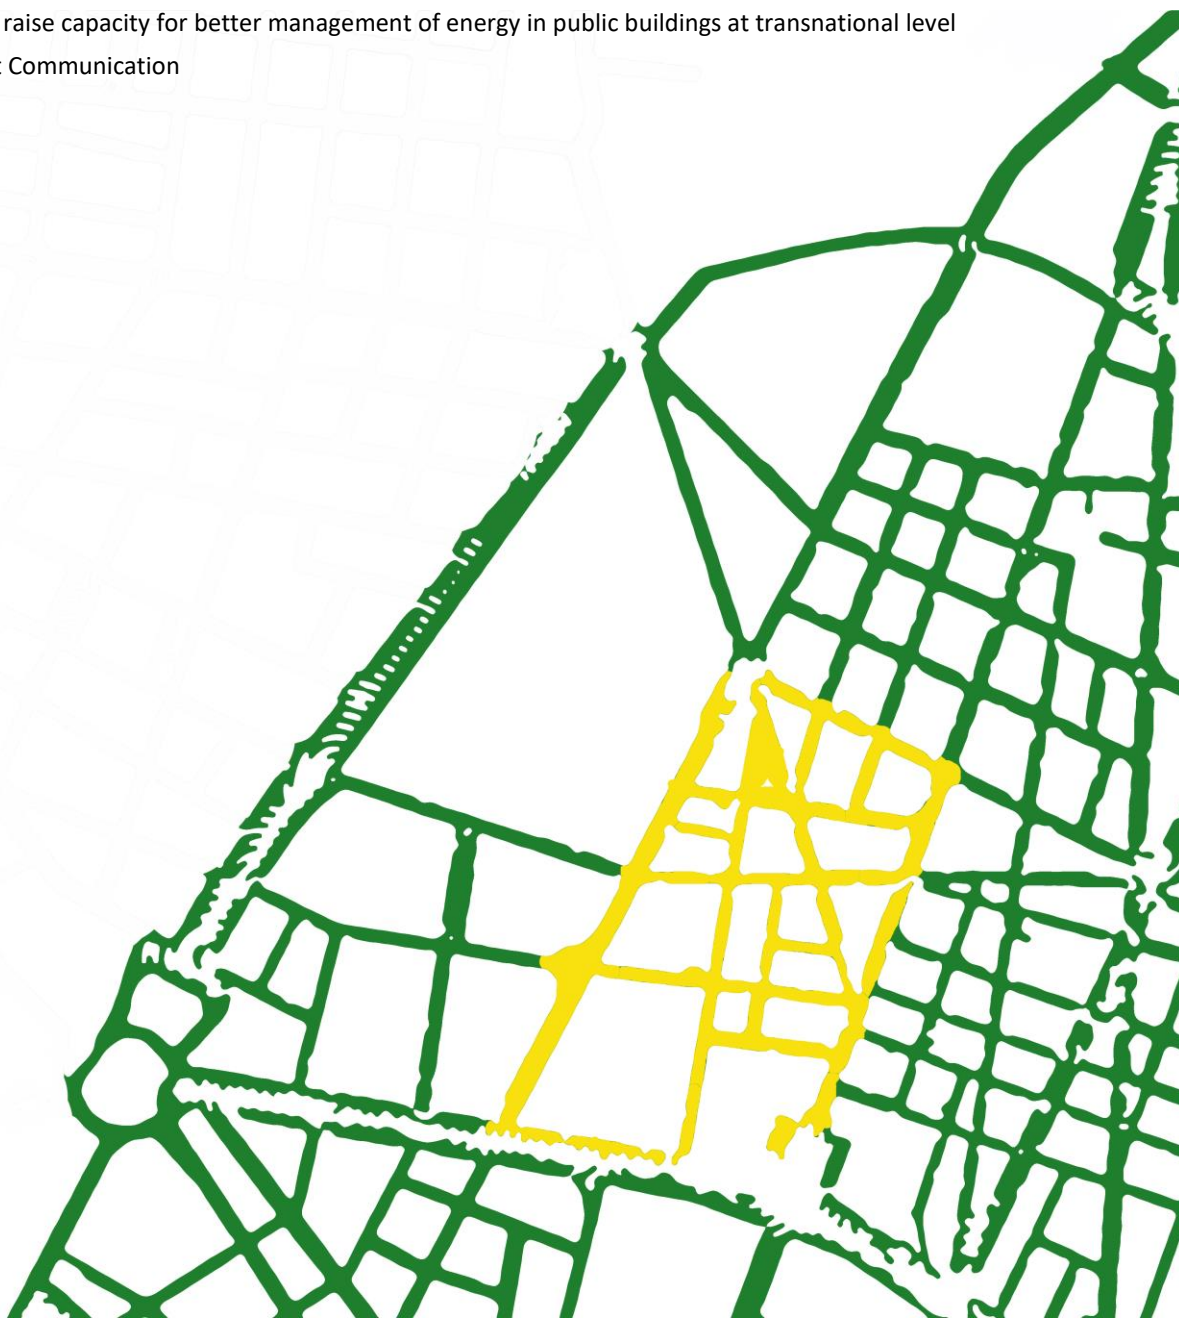 raise capacity for better management of energy in public buildings at transnational level
Communication